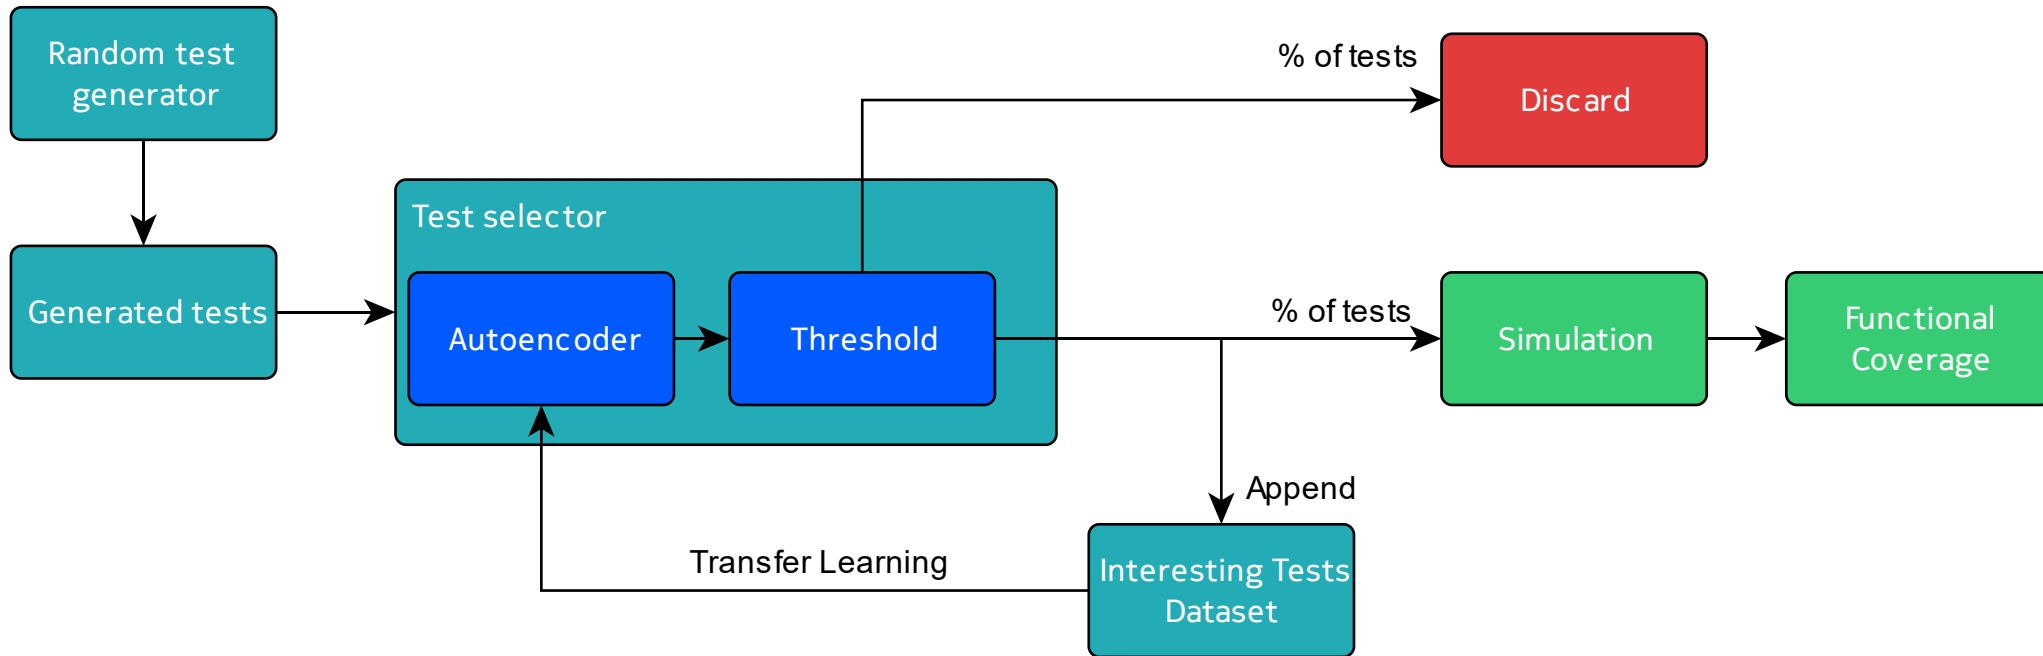 Random test
generator
% of tests
Discard
Test selector
Generated tests
Autoencoder
Threshold
% of tests
Simulation
Functional
Coverage
Append
Transfer Learning
Interesting Tests
Dataset